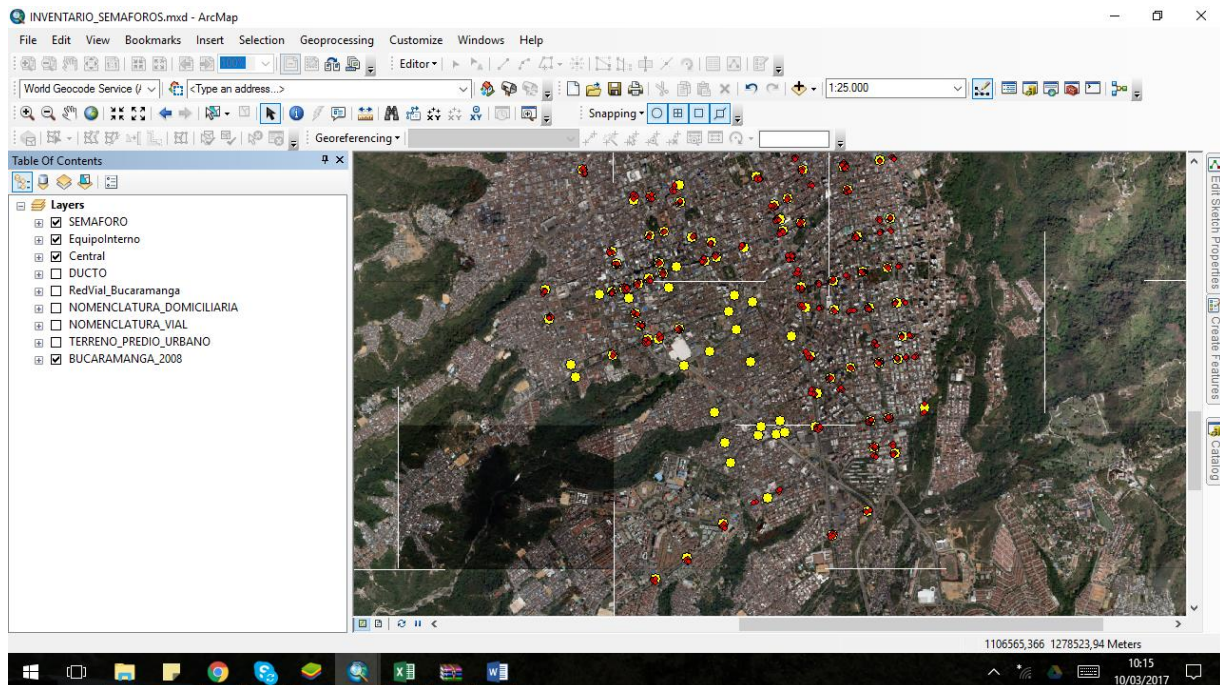 INVENTARIO_SEMAFOROS.mxd - ArcMap
File Edit View Bookmarks Insert Selection Geoprocessing Customize Windows Help
Editor
World Geocode Service (A
<Type an address...>
1:25.000
Snapping
Georeferencing
Table Of Contents
Layers
SEMAFORO
EquipoInterno
Central
DUCTO
RedVial_Bucaramanga
NOMENCLATURA_DOMICILIARIA
NOMENCLATURA_VIAL
TERRENO_PREDIO_URBANO
BUCARAMANGA_2008
Edit Sketch Properties
Create Features
Catalog
1106565,366 1278523,94 Meters
10:15
10/03/2017